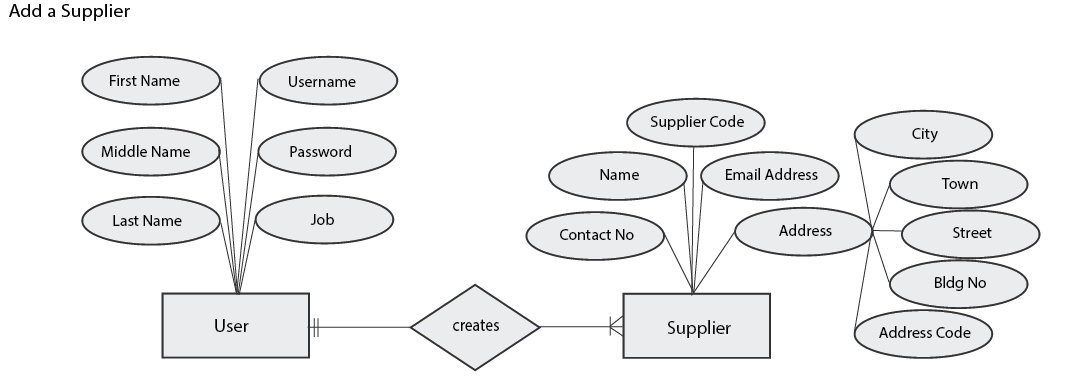 Add a Supplier
First Name
Username
Middle Name
Password
Last Name
Job
User
creates
Supplier Code
Name
Email Address
Contact No
Address
City
Town
Street
Bldg No
Address Code
Supplier